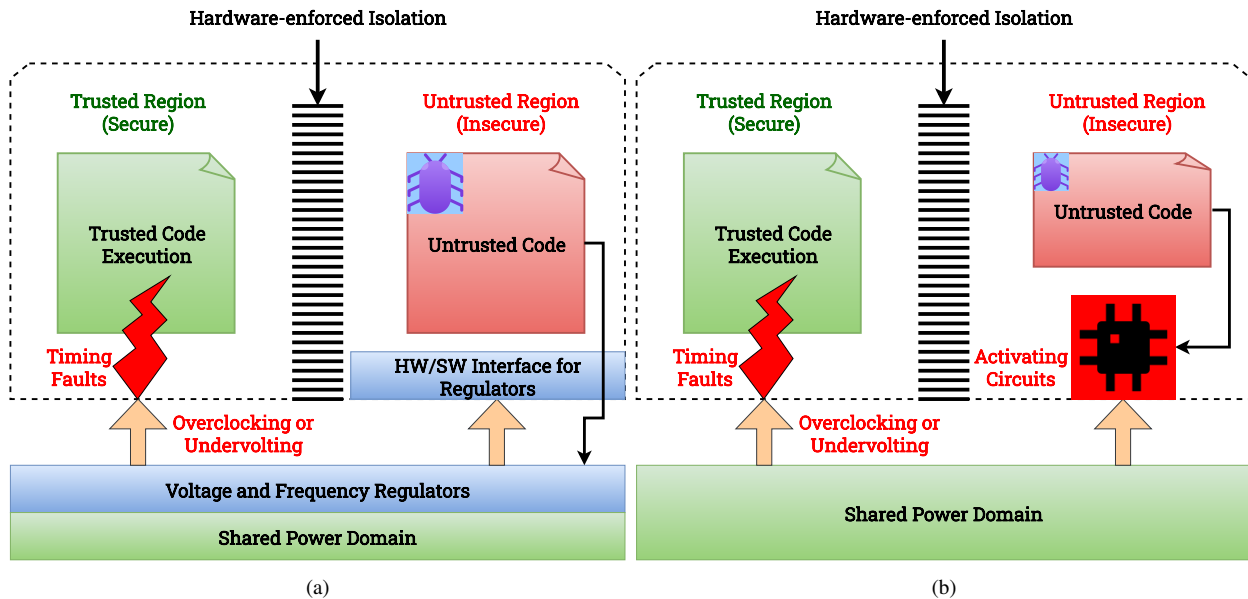 Hardware-enforced Isolation
Trusted Region
(Secure)
Untrusted Region
(Insecure)
Trusted Code
Execution
Untrusted Code
Timing
Faults
HW/SW Interface for
Regulators
Overclocking or
Undervolting
Voltage and Frequency Regulators
Shared Power Domain
(a)
Hardware-enforced Isolation
Trusted Region
(Secure)
Untrusted Region
(Insecure)
Trusted Code
Execution
Untrusted Code
Timing
Faults
Activating
Circuits
Overclocking or
Undervolting
Shared Power Domain
(b)